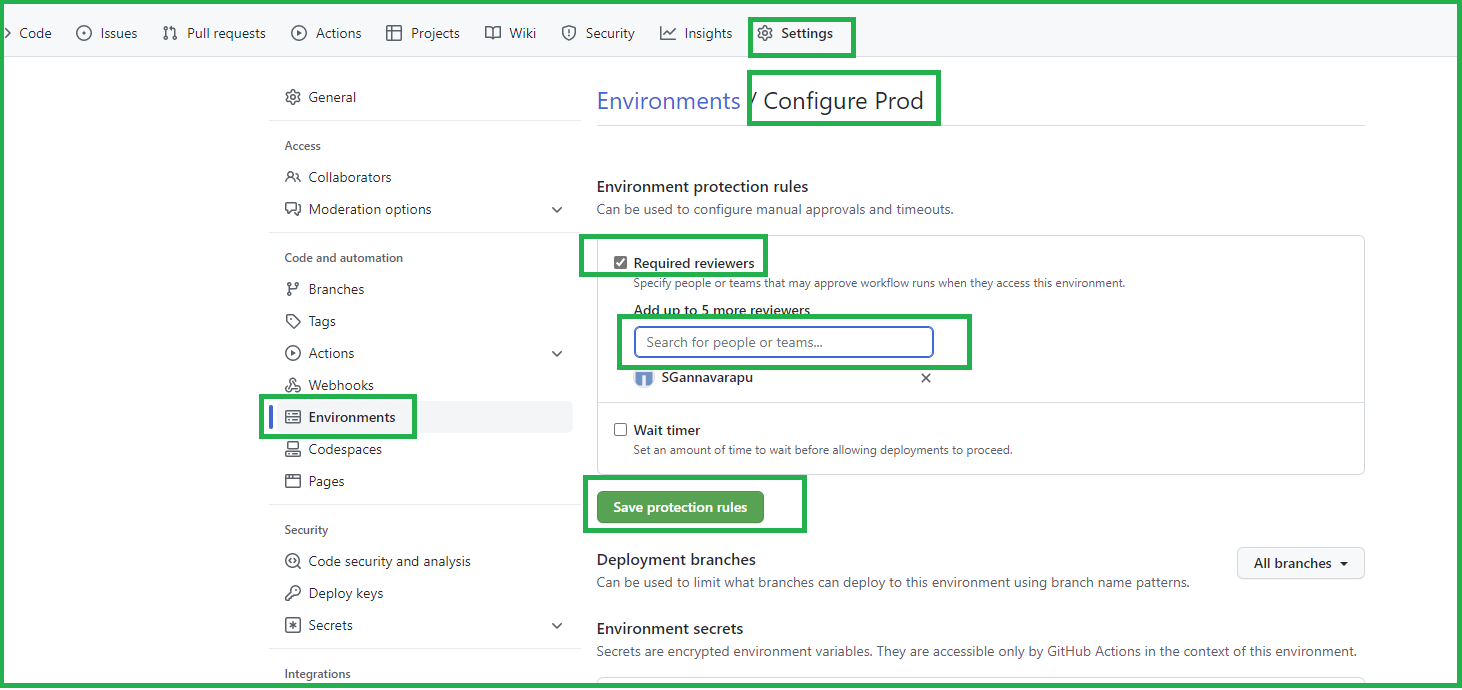 Code Issues Pull requests Actions Projects Wiki Security Insights Settings
General
Access
Collaborators
Moderation options
Code and automation
Branches
Tags
Actions
Webhooks
Environments
Codespaces
Pages
Security
Code security and analysis
Deploy keys
Secrets
Integrations
Environments / Configure Prod
Environment protection rules
Can be used to configure manual approvals and timeouts.
Required reviewers
Specify people or teams that may approve workflow runs when they access this environment.
Add up to 5 more reviewers
Search for people or teams...
SGannavarapu
Wait timer
Set an amount of time to wait before allowing deployments to proceed.
Save protection rules
Deployment branches
Can be used to limit what branches can deploy to this environment using branch name patterns.
All branches
Environment secrets
Secrets are encrypted environment variables. They are accessible only by GitHub Actions in the context of this environment.